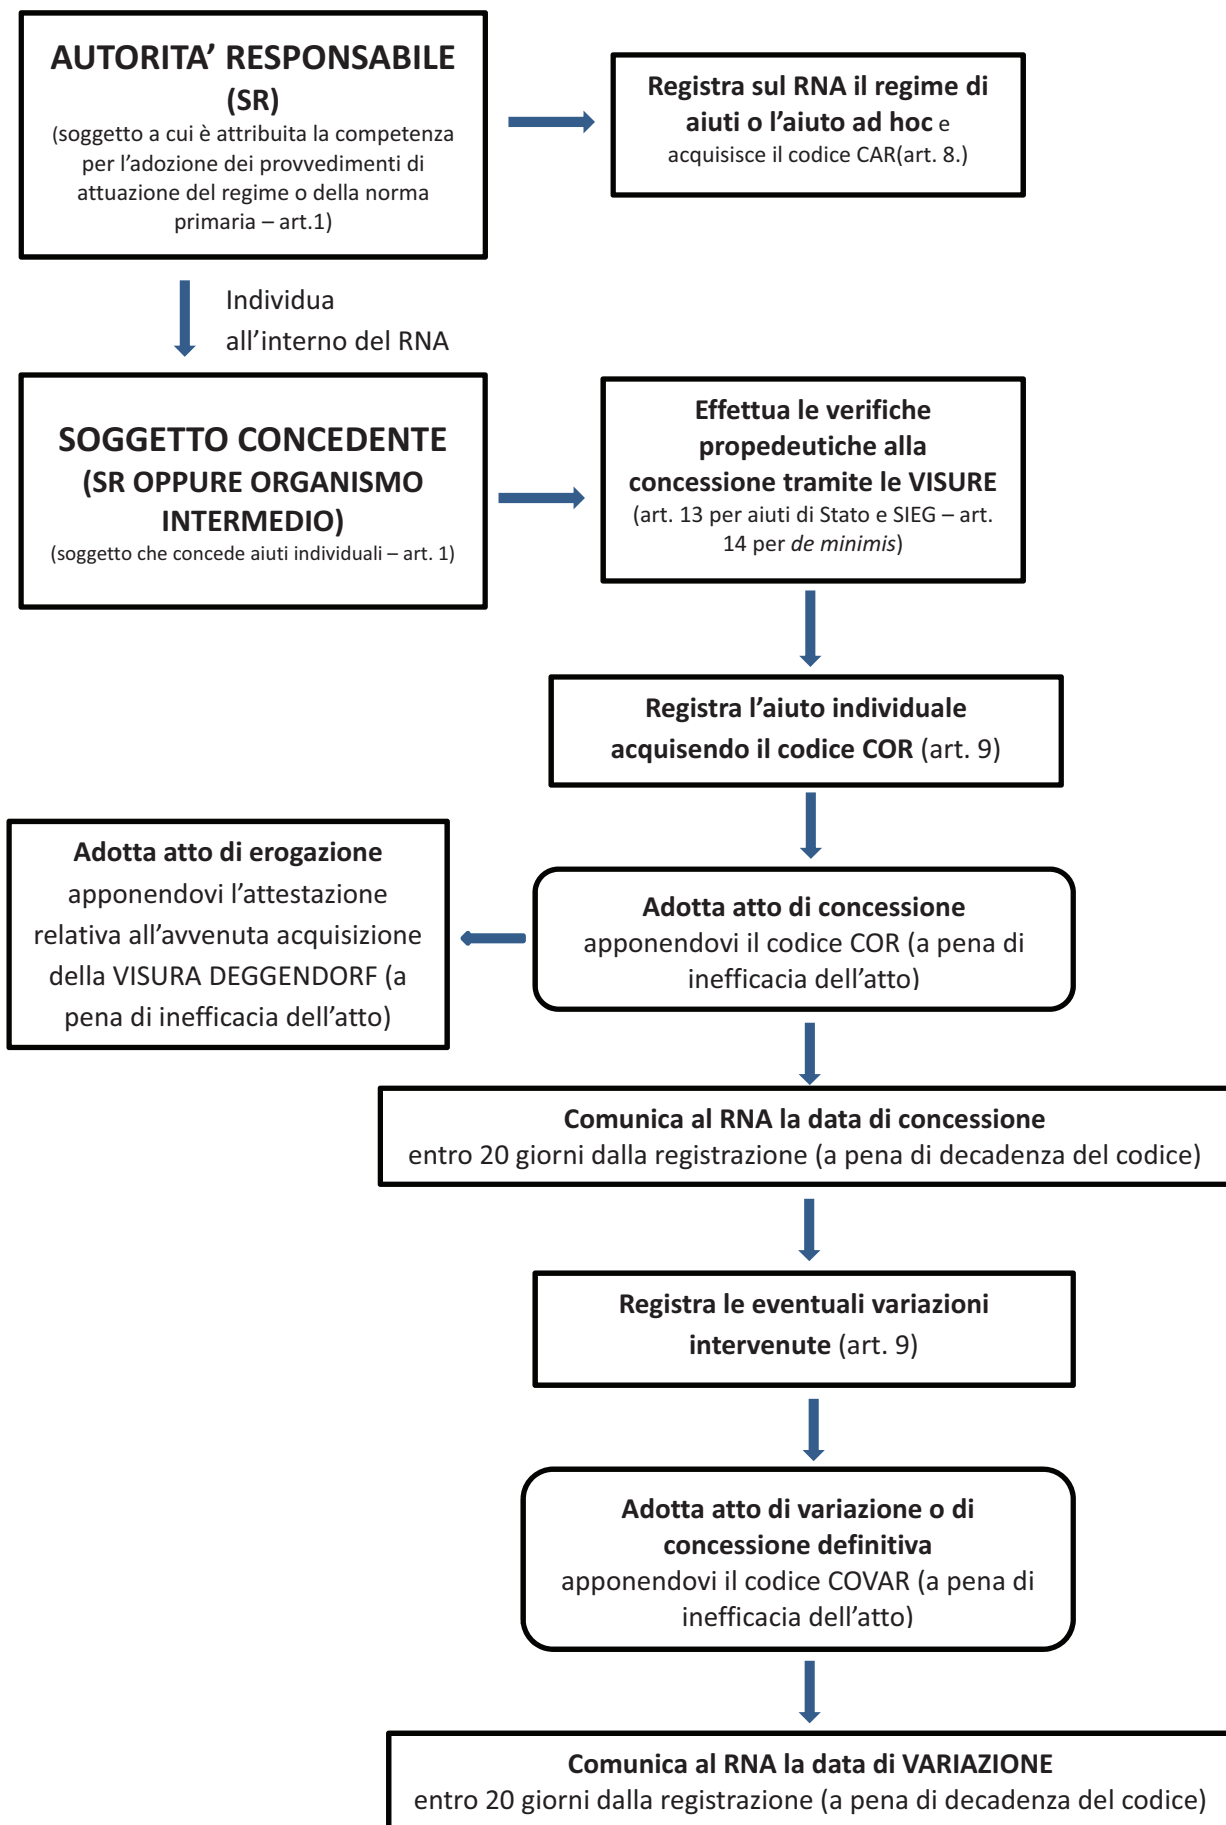 AUTORITA’ RESPONSABILE
(SR)
(soggetto a cui è attribuita la competenza
per l’adozione dei provvedimenti di
attuazione del regime o della norma
primaria – art.1)
Registra sul RNA il regime di
aiuti o l’aiuto ad hoc e
acquisisce il codice CAR(art. 8.)
Individua
all’interno del RNA
SOGGETTO CONCEDENTE
(SR OPPURE ORGANISMO
INTERMEDIO)
(soggetto che concede aiuti individuali – art. 1)
Effettua le verifiche
propedeutiche alla
concessione tramite le VISURE
(art. 13 per aiuti di Stato e SIEG – art.
14 per de minimis)
Registra l’aiuto individuale
acquisendo il codice COR (art. 9)
Adotta atto di erogazione
apponendovi l’attestazione
relativa all’avvenuta acquisizione
della VISURA DEGGENDORF (a
pena di inefficacia dell’atto)
Adotta atto di concessione
apponendovi il codice COR (a pena di
inefficacia dell’atto)
Comunica al RNA la data di concessione
entro 20 giorni dalla registrazione (a pena di decadenza del codice)
Registra le eventuali variazioni
intervenute (art. 9)
Adotta atto di variazione o di
concessione definitiva
apponendovi il codice COVAR (a pena di
inefficacia dell’atto)
Comunica al RNA la data di VARIAZIONE
entro 20 giorni dalla registrazione (a pena di decadenza del codice)